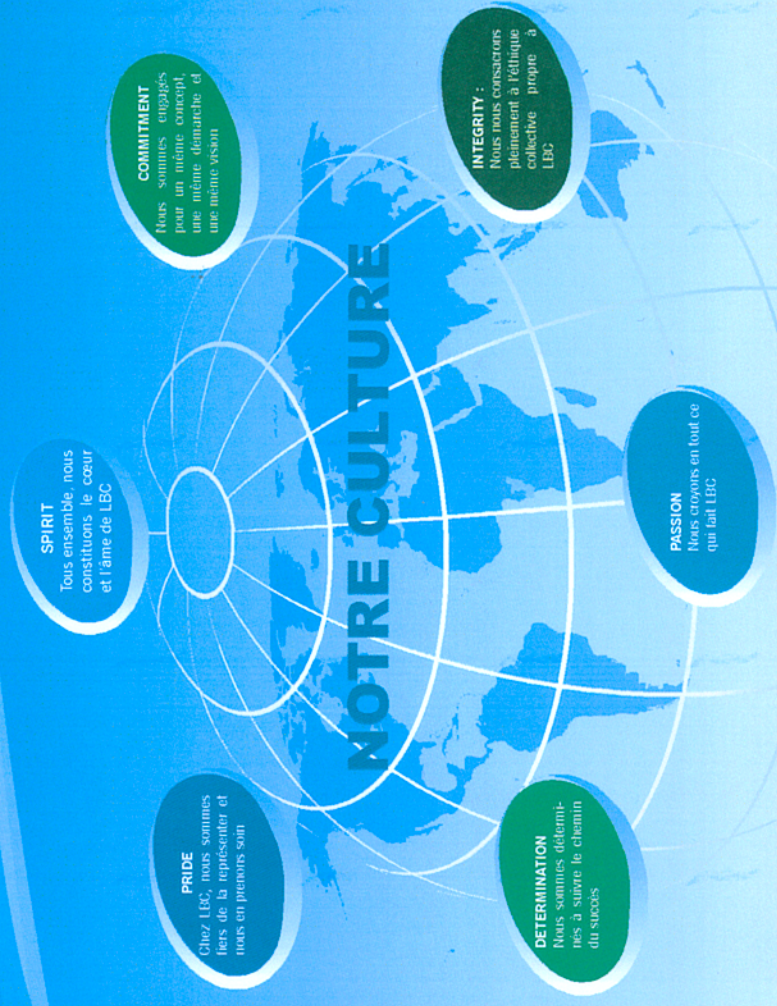 SPIRIT
Tous ensemble, nous
constituons le cœur
et l'âme de LBC
PRIDE
Chez LBC, nous sommes
fiers de la représenter et
nous en prenons soin
COMMITMENT
Nous sommes engagés
pour un même concept,
une même démarche et
une même vision
NOTRE CULTURE
DETERMINATION
Nous sommes détermi-
nés à suivre le chemin
du succès
PASSION
Nous croyons en tout ce
qui fait LBC
INTEGRITY :
Nous nous consacrons
pleinement à l'éthique
collective propre à
LBC